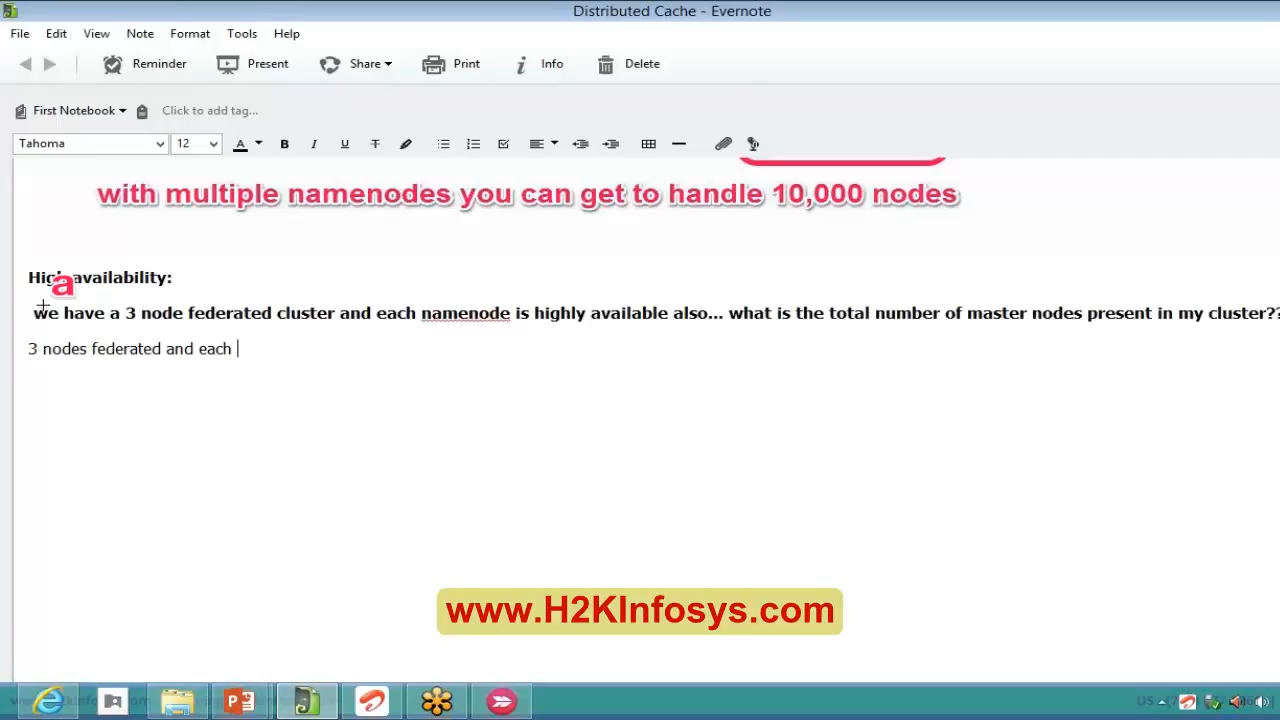 Distributed Cache - Evernote
File Edit View Note Format Tools Help
Reminder Present Share Print Info Delete
First Notebook Click to add tag...
Tahoma 12 A B I U T
with multiple namenodes you can get to handle 10,000 nodes
High availability:
a
we have a 3 node federated cluster and each namenode is highly available also... what is the total number of master nodes present in my cluster??
3 nodes federated and each
www.H2KInfosys.com